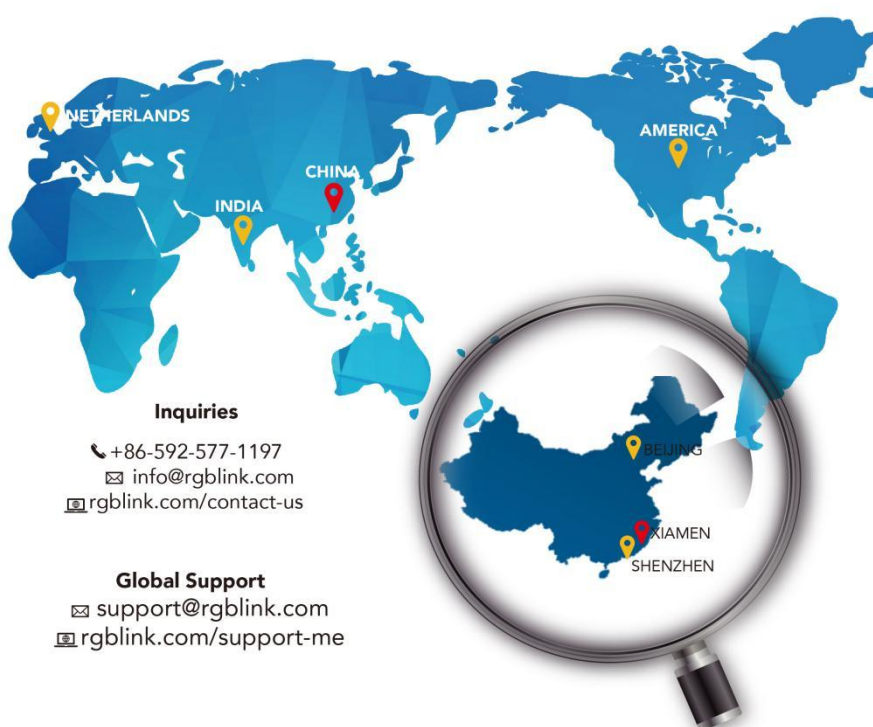 NETHERLANDS
AMERICA
CHINA
INDIA
Inquiries
+86-592-577-1197
info@rgblink.com
rgblink.com/contact-us
Global Support
support@rgblink.com
rgblink.com/support-me
BEIJING
XIAMEN
SHENZHEN